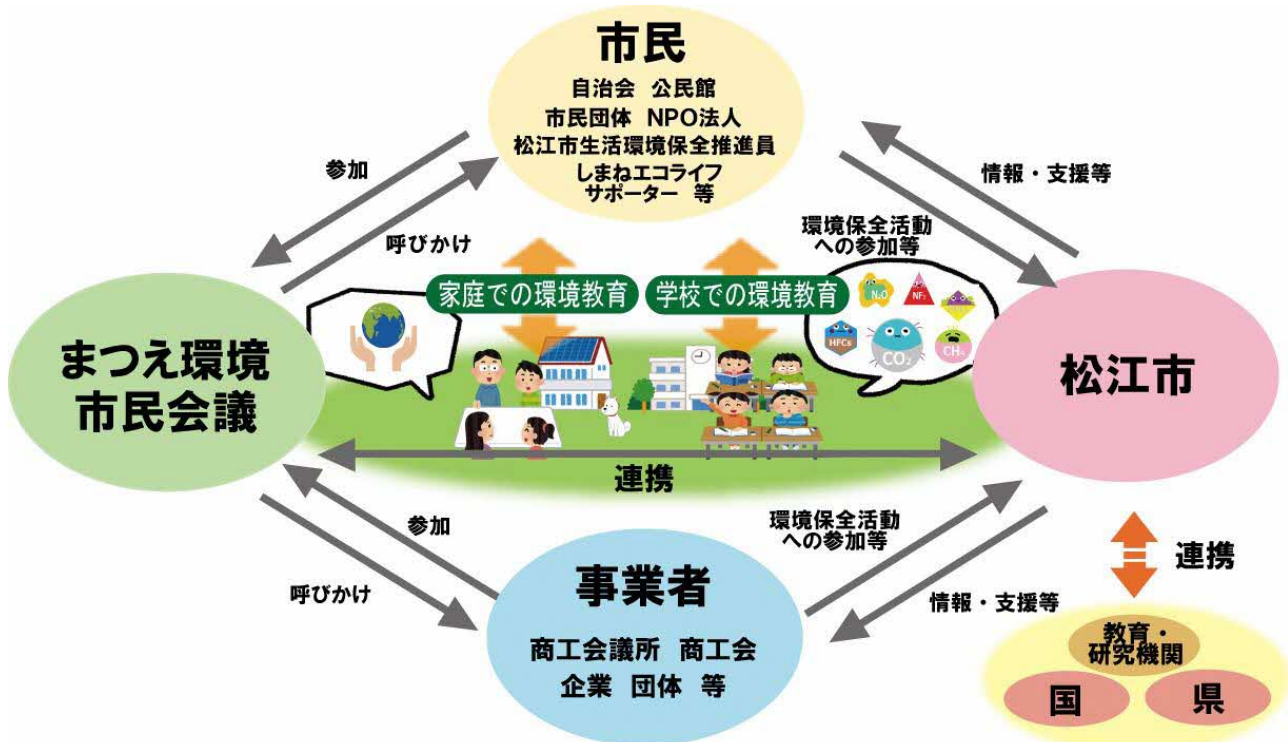 市民
自治会 公民館
市民団体 NPO法人
松江市生活環境保全推進員
しまねエコライフ
サポーター 等
参加
呼びかけ
情報・支援等
環境保全活動
への参加等
家庭での環境教育
学校での環境教育
N₂O
NF₃
HFCs
CO₂
CH₄
まつえ環境
市民会議
松江市
連携
参加
呼びかけ
環境保全活動
への参加等
情報・支援等
事業者
商工会議所 商工会
企業 団体 等
連携
教育・
研究機関
国
県